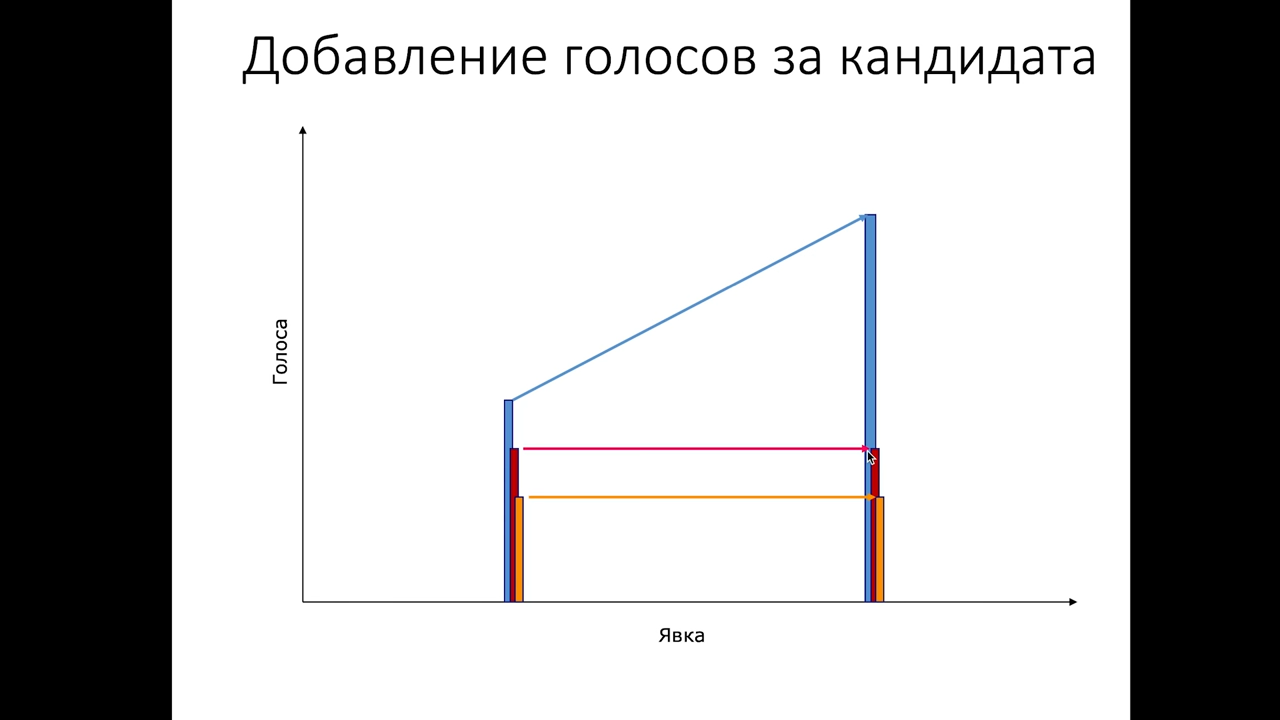 Добавление голосов за кандидата
Голоса
Явка